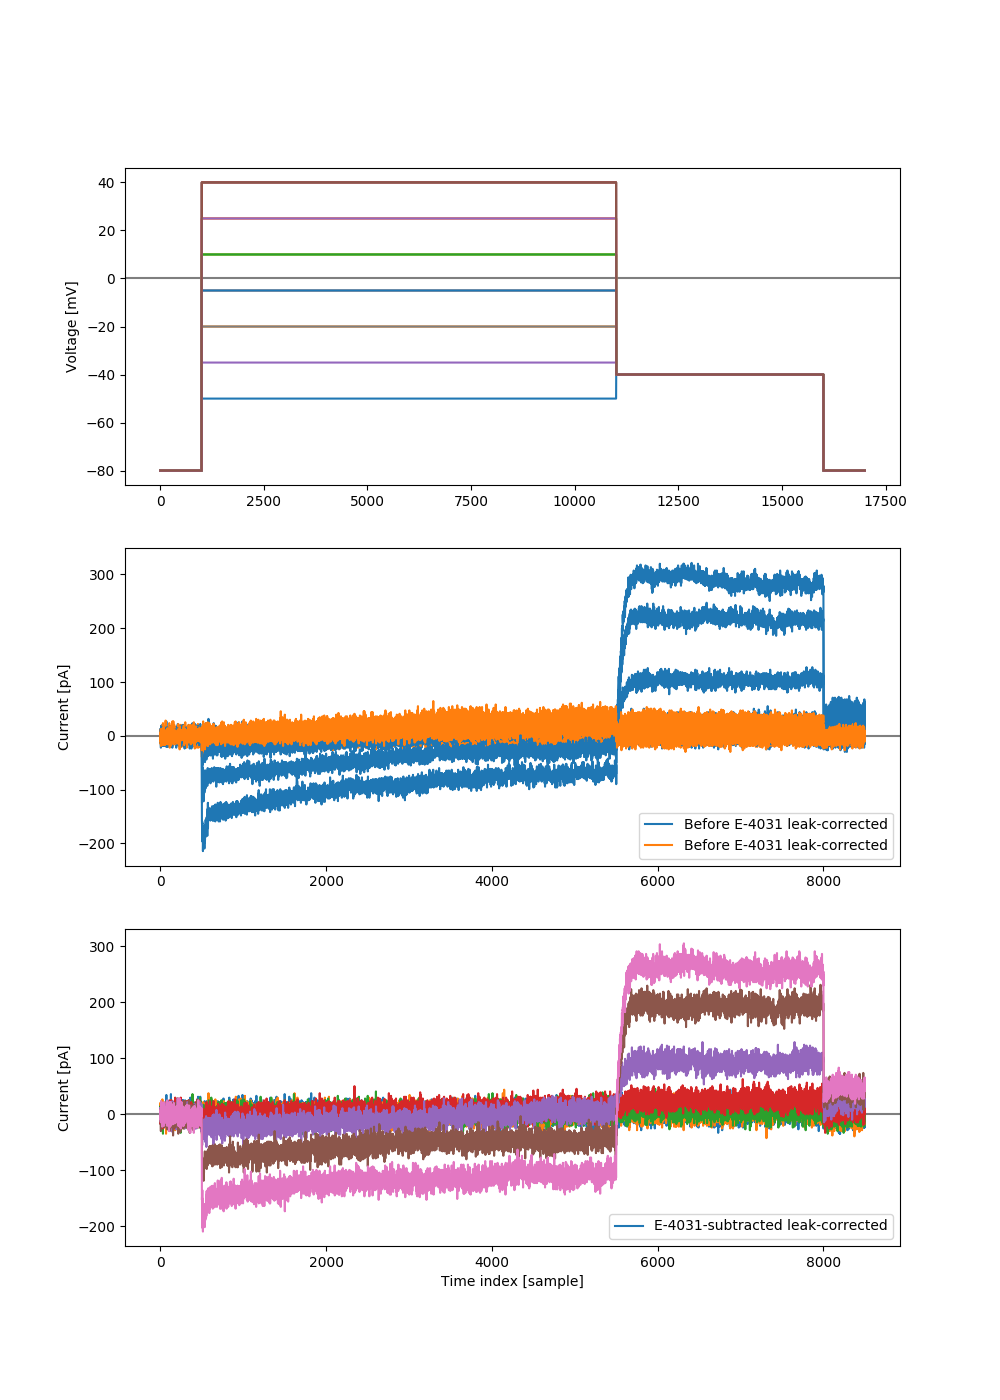 40
20
0
−20
−40
−60
−80
Voltage [mV]
0 2500 5000 7500 10000 12500 15000 17500
300
200
100
0
−100
−200
Current [pA]
Before E-4031 leak-corrected
Before E-4031 leak-corrected
0 2000 4000 6000 8000
300
200
100
0
−100
−200
Current [pA]
E-4031-subtracted leak-corrected
0 2000 4000 6000 8000
Time index [sample]